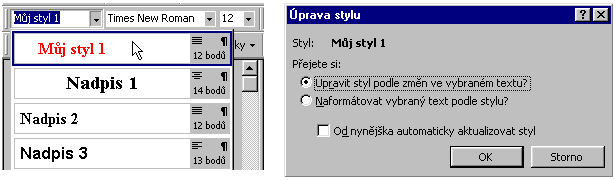 Můj styl 1 Times New Roman 12
Můj styl 1 ¶
12 bodů
ky
Nadpis 1 ¶
14 bodů
Nadpis 2 ¶
12 bodů
Nadpis 3 ¶
13 bodů
Úprava stylu
Styl: Můj styl 1
Přejete si:
Upravit styl podle změn ve vybraném textu?
Naformátovat vybraný text podle stylu?
Od nynějška automaticky aktualizovat styl
OK Storno